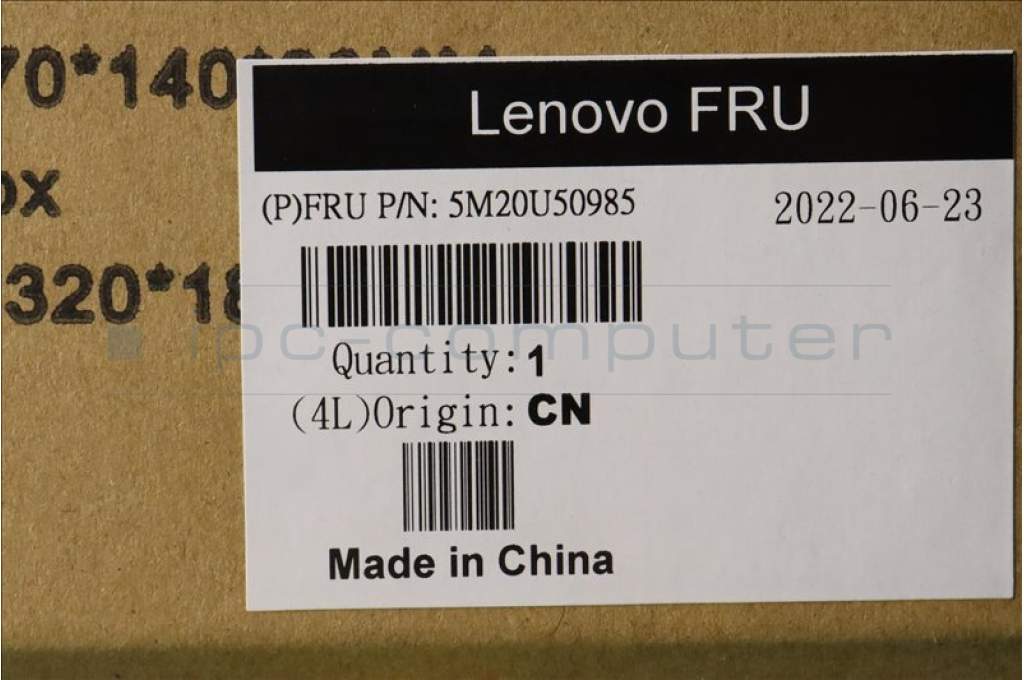 70*140
Lenovo FRU
(P)FRU P/N: 5M20U50985
2022-06-23
ox
320*18
ipc-computer
Quantity: 1
(4L)Origin: CN
Made in China